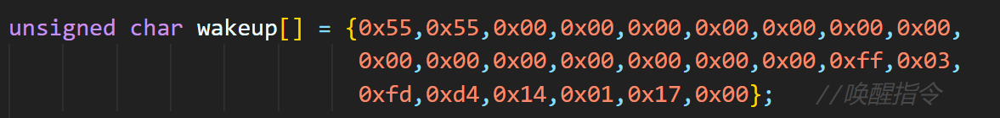 unsigned char wakeup[] = {0x55,0x55,0x00,0x00,0x00,0x00,0x00,0x00,0x00,
0x00,0x00,0x00,0x00,0x00,0x00,0x00,0xff,0x03,
0xfd,0xd4,0x14,0x01,0x17,0x00}; //唤醒指令